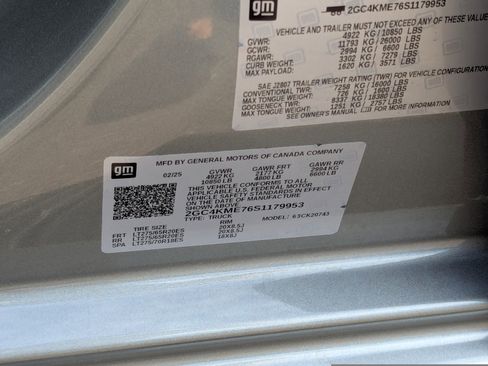 gm
2GC4KME76S1179953
VEHICLE AND TRAILER MUST NOT EXCEED ANY OF THESE
GVWR: 4922 KG / 10850 LBS
GCWR: 11793 KG / 26000 LBS
RGAWR: 2994 KG / 6600 LBS
CURB WEIGHT: 3302 KG / 7279 LBS
MAX PAYLOAD: 1620 KG / 3571 LBS
SAE J2807 TRAILER WEIGHT RATING (TWR) FOR VEHICLE CONFIGURATION
CONVENTIONAL TWR: 7258 KG / 16000 LBS
MAX TONGUE WEIGHT: 726 KG / 1600 LBS
GOOSENECK TWR: 8337 KG / 18380 LBS
MAX TONGUE WEIGHT: 1251 KG / 2757 LBS
SEE OWNER'S MANUAL FOR MORE INFORMATION
gm
MFD BY GENERAL MOTORS OF CANADA COMPANY
02/25 GVWR GAWR FRT GAWR RR
4922KG 2177 KG 2994 KG
10850 LB 4800 LB 6600 LB
THIS VEHICLE CONFORMS TO ALL
APPLICABLE U.S. FEDERAL MOTOR
VEHICLE SAFETY STANDARDS IN EFFECT
ON THE DATE OF MANUFACTURE
SHOWN ABOVE.
2GC4KME76S1179953
TYPE: TRUCK MODEL: 63CK20743
TIRE SIZE RIM
FRT LT275/65R20ES 20X8.5J
RR LT275/65R20ES 20X8.5J
SPA LT275/70R18ES 18X8J